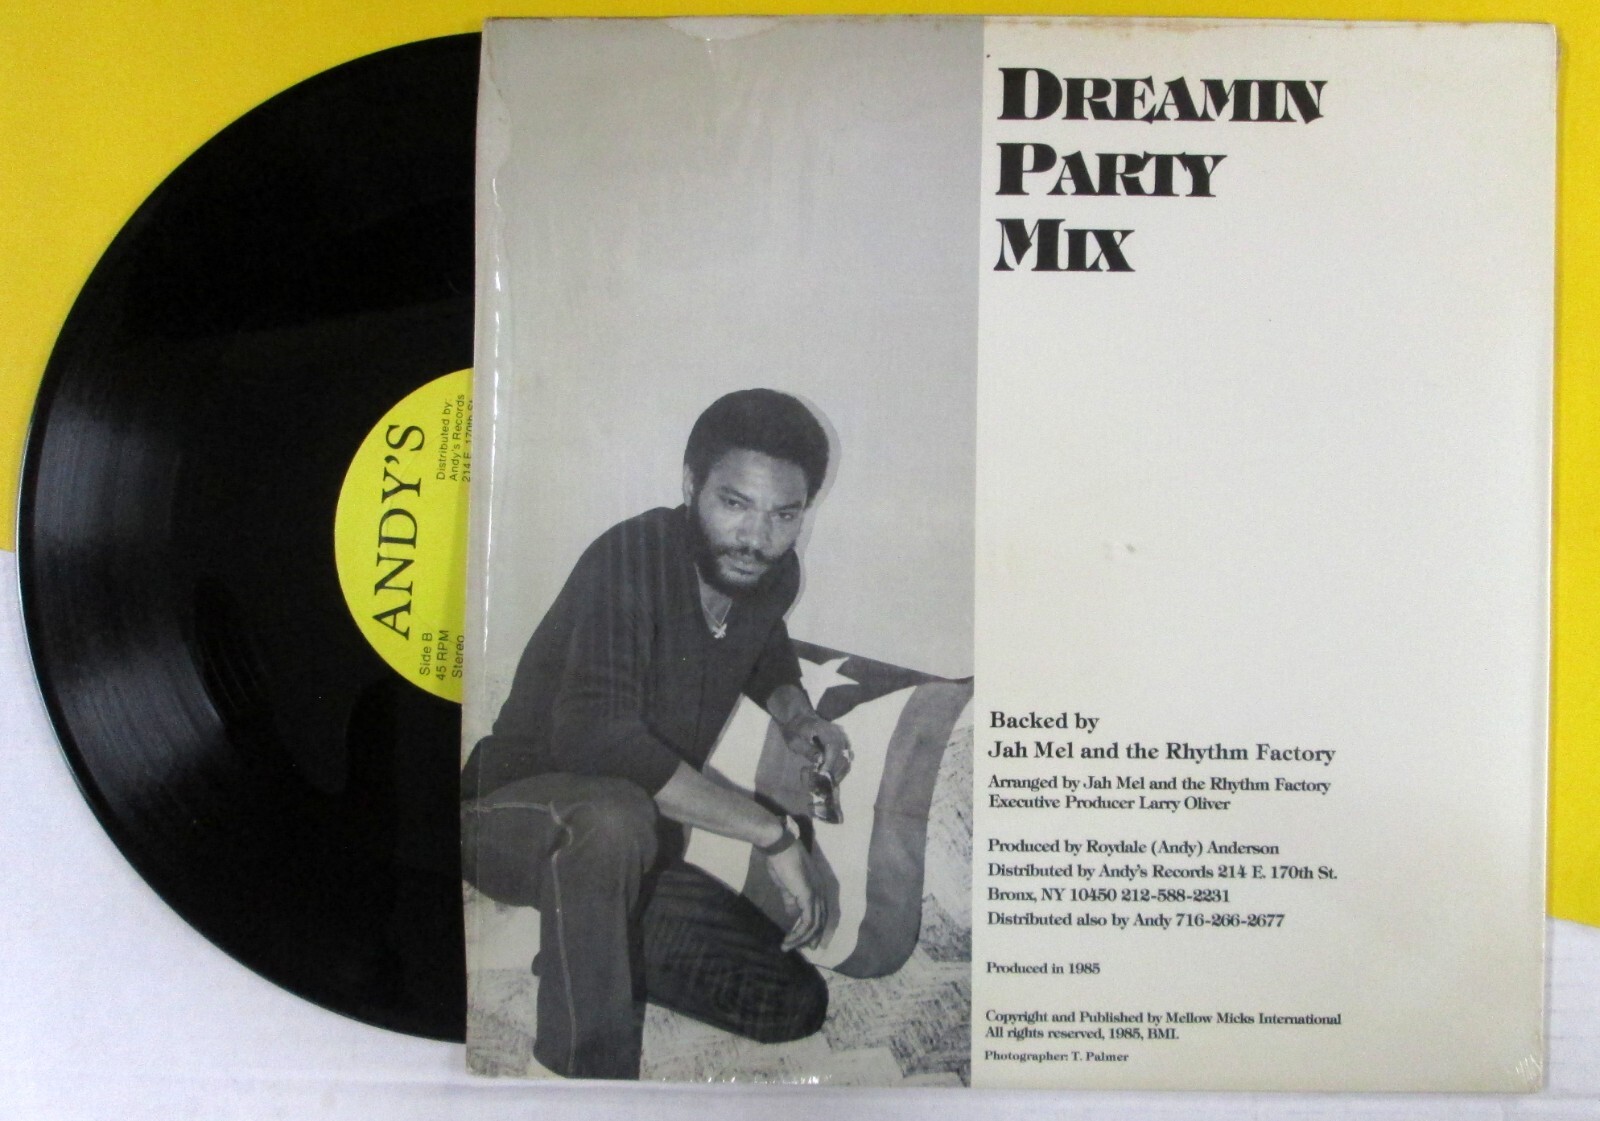 DREAMIN
PARTY
MIX
Backed by
Jah Mel and the Rhythm Factory
Arranged by Jah Mel and the Rhythm Factory
Executive Producer Larry Oliver
Produced by Roydale (Andy) Anderson
Distributed by Andy's Records 214 E. 170th St.
Bronx, NY 10450 212-588-2231
Distributed also by Andy 716-266-2677
Produced in 1985
Copyright and Published by Mellow Micks International
All rights reserved, 1985, BMI.
Photographer: T. Palmer
ANDY'S
Distributed by:
Andy's Records
214 E. 170th St.
Side B
45 RPM
Stereo